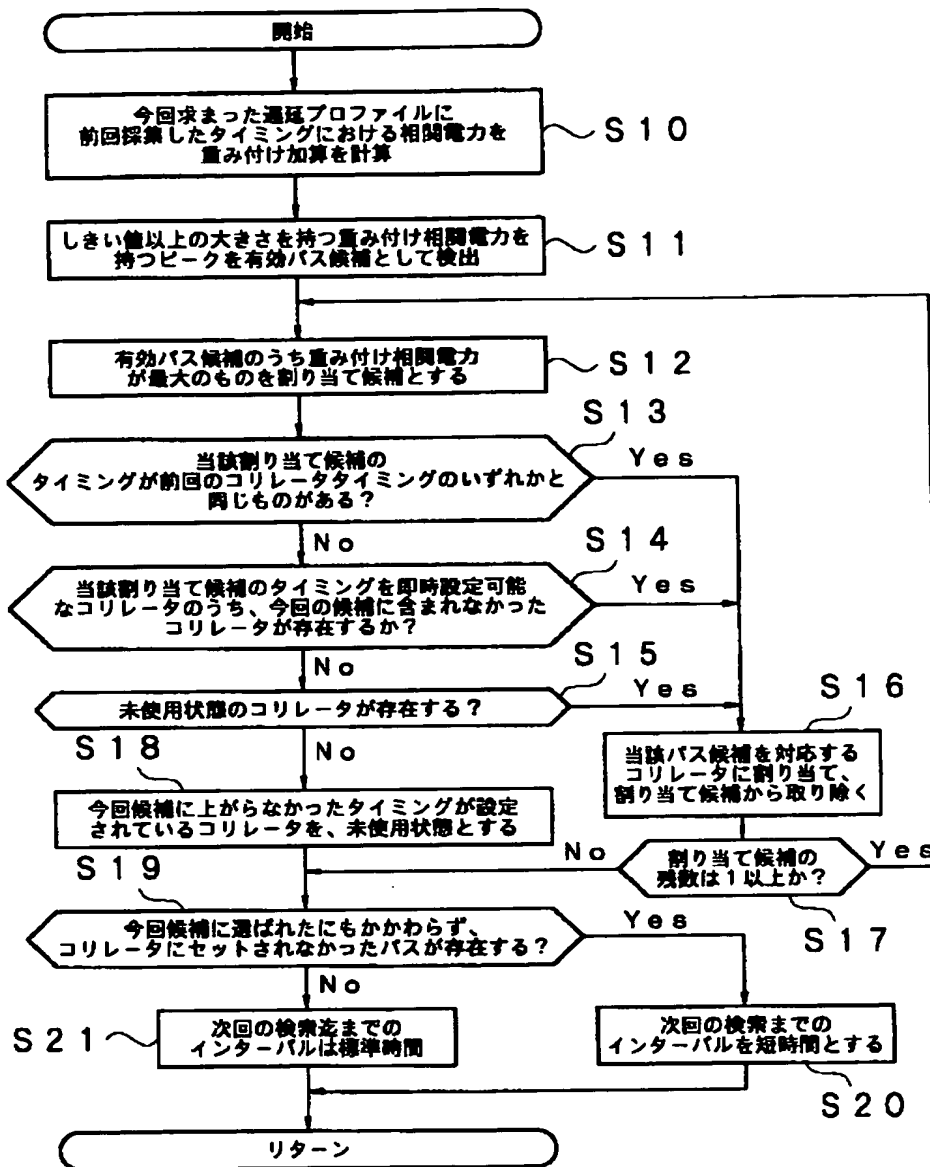 開始
今回求まった遅延プロファイルに
前回採集したタイミングにおける相関電力を
重み付け加算を計算
S10
しきい値以上の大きさを持つ重み付け相関電力を
持つピークを有効パス候補として検出
S11
有効パス候補のうち重み付け相関電力
が最大のものを割り当て候補とする
S12
S13
当該割り当て候補の
タイミングが前回のコリレータタイミングのいずれかと
同じものがある？
Yes
No
S14
当該割り当て候補のタイミングを即時設定可能
なコリレータのうち、今回の候補に含まれなかった
コリレータが存在するか？
Yes
No
S15
未使用状態のコリレータが存在する？
Yes
No
S16
当該パス候補を対応する
コリレータに割り当て、
割り当て候補から取り除く
S18
今回候補に上がらなかったタイミングが設定
されているコリレータを、未使用状態とする
No
割り当て候補の
残数は1以上か？
Yes
S17
S19
今回候補に選ばれたにもかかわらず、
コリレータにセットされなかったパスが存在する？
Yes
No
S21
次回の検索迄までの
インターバルは標準時間
次回の検索までの
インターバルを短時間とする
S20
リターン